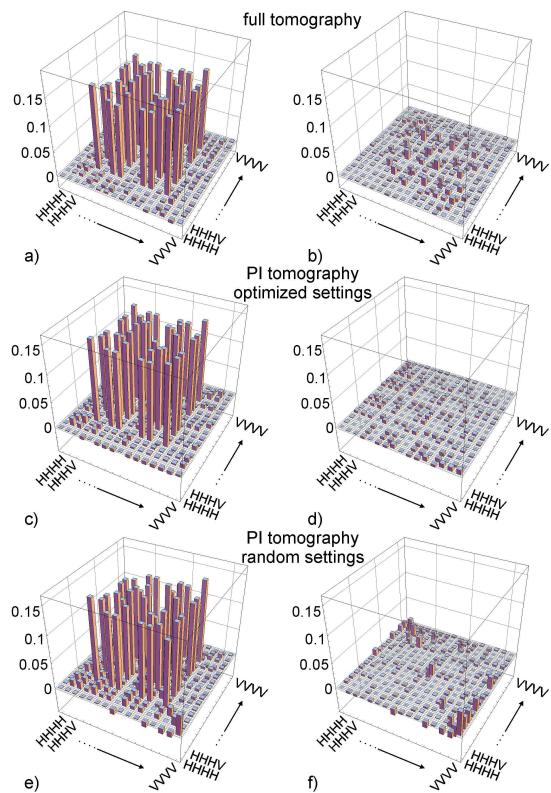 full tomography
0.15
0.1
0.05
0
HHHH
HHHV
...
VVVV
HHHH
HHHV
...
VVVV
a)
HHHH
HHHV
...
VVVV
HHHH
HHHV
...
VVVV
0.15
0.1
0.05
0
b)
PI tomography
optimized settings
0.15
0.1
0.05
0
HHHH
HHHV
...
VVVV
HHHH
HHHV
...
VVVV
c)
0.15
0.1
0.05
0
HHHH
HHHV
...
VVVV
HHHH
HHHV
...
VVVV
d)
PI tomography
random settings
0.15
0.1
0.05
0
HHHH
HHHV
...
VVVV
HHHH
HHHV
...
VVVV
e)
0.15
0.1
0.05
0
HHHH
HHHV
...
VVVV
HHHH
HHHV
...
VVVV
f)